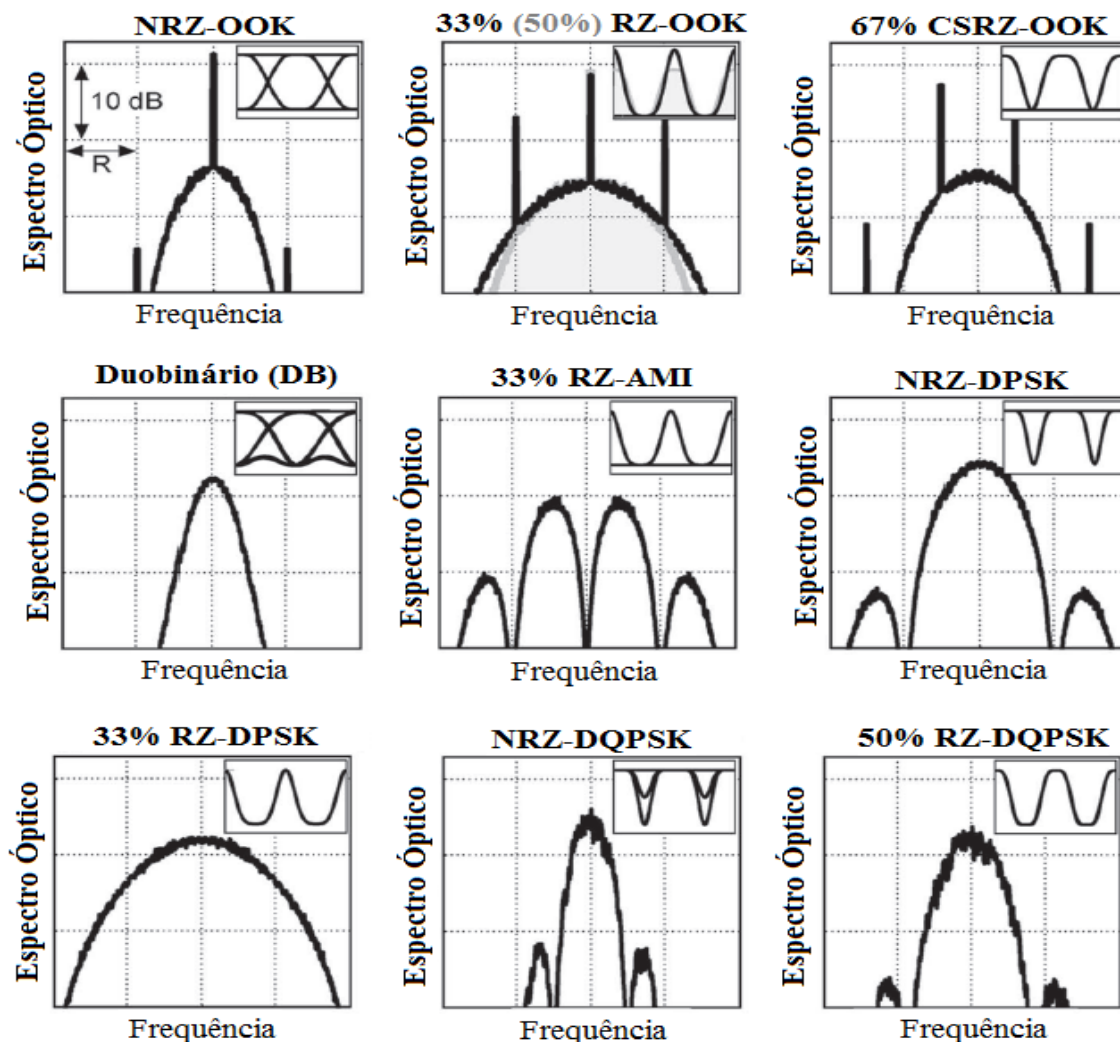 NRZ-OOK
33% (50%) RZ-OOK
67% CSRZ-OOK
Espectro Óptico
10 dB
R
Frequência
Espectro Óptico
Frequência
Espectro Óptico
Frequência
Duobinário (DB)
33% RZ-AMI
NRZ-DPSK
Espectro Óptico
Frequência
Espectro Óptico
Frequência
Espectro Óptico
Frequência
33% RZ-DPSK
NRZ-DQPSK
50% RZ-DQPSK
Espectro Óptico
Frequência
Espectro Óptico
Frequência
Espectro Óptico
Frequência